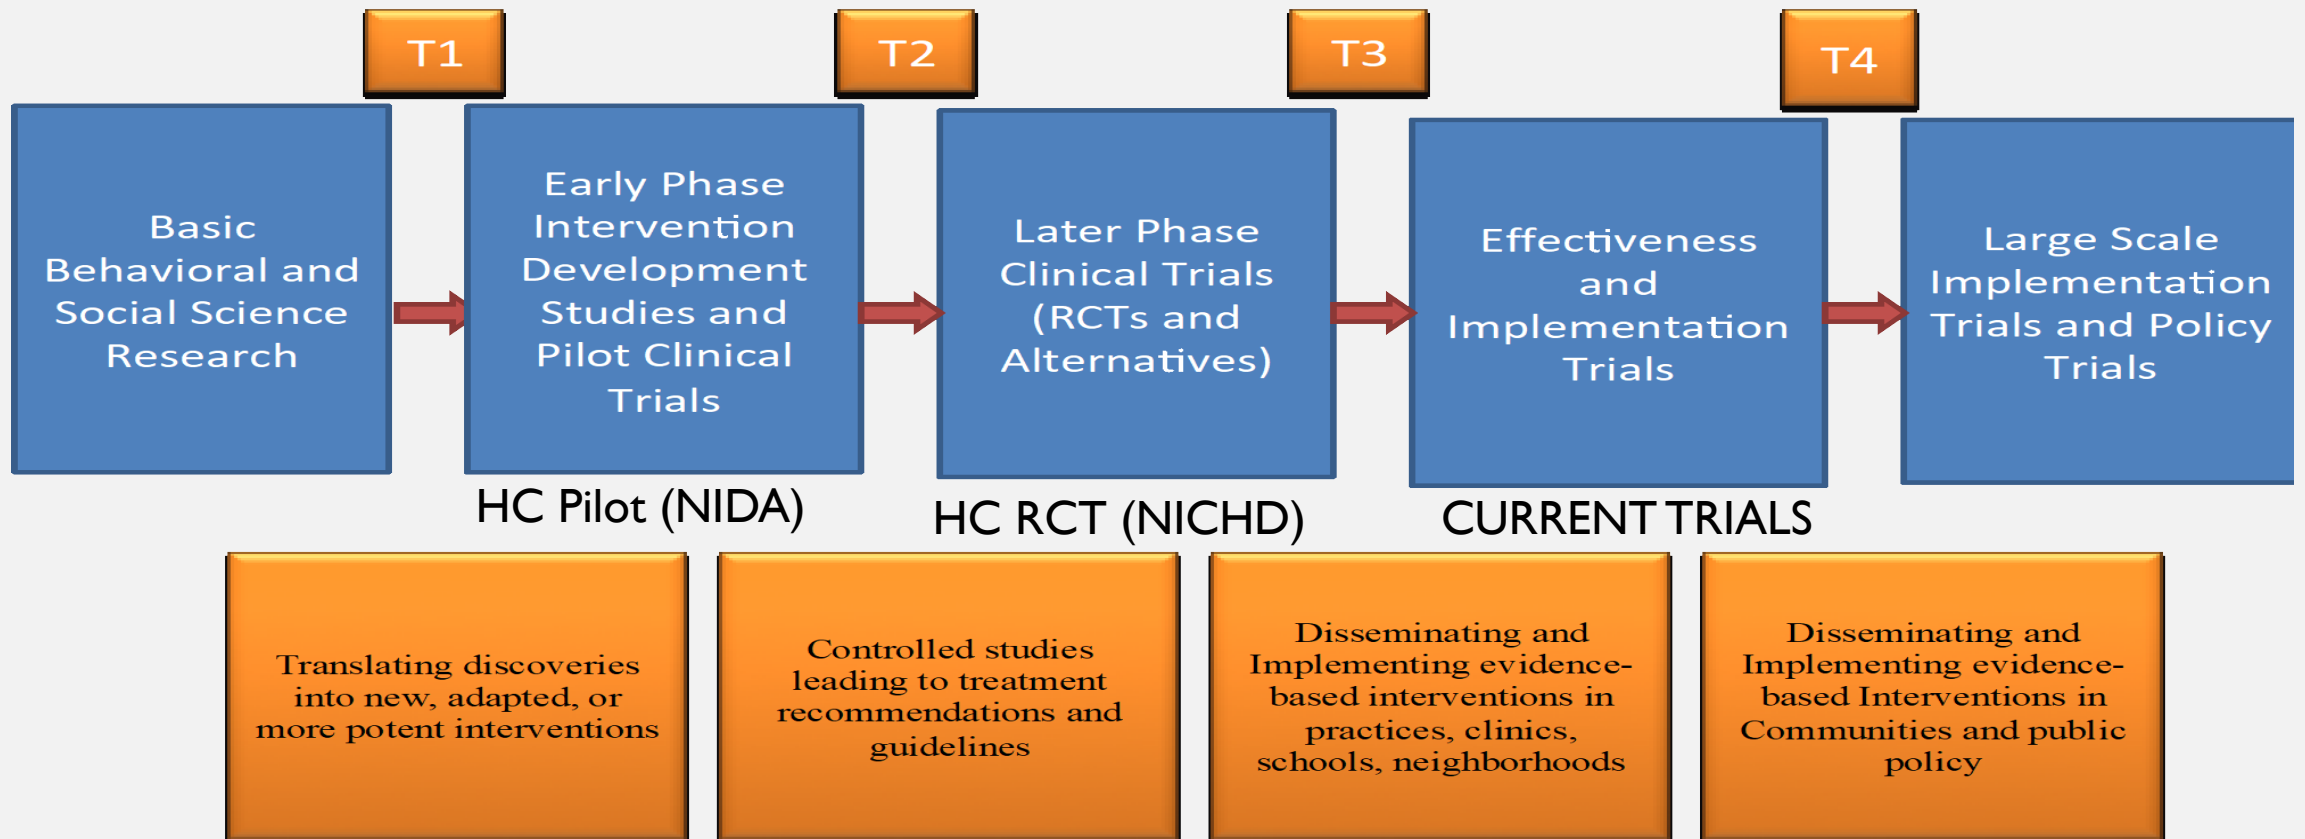 T1
T2
T3
T4
Basic
Behavioral and
Social Science
Research
Early Phase
Intervention
Development
Studies and
Pilot Clinical
Trials
Later Phase
Clinical Trials
(RCTs and
Alternatives)
Effectiveness
and
Implementation
Trials
Large Scale
Implementation
Trials and Policy
Trials
HC Pilot (NIDA)
HC RCT (NICHD)
CURRENT TRIALS
Translating discoveries
into new, adapted, or
more potent interventions
Controlled studies
leading to treatment
recommendations and
guidelines
Disseminating and
Implementing evidence-
based interventions in
practices, clinics,
schools, neighborhoods
Disseminating and
Implementing evidence-
based Interventions in
Communities and public
policy